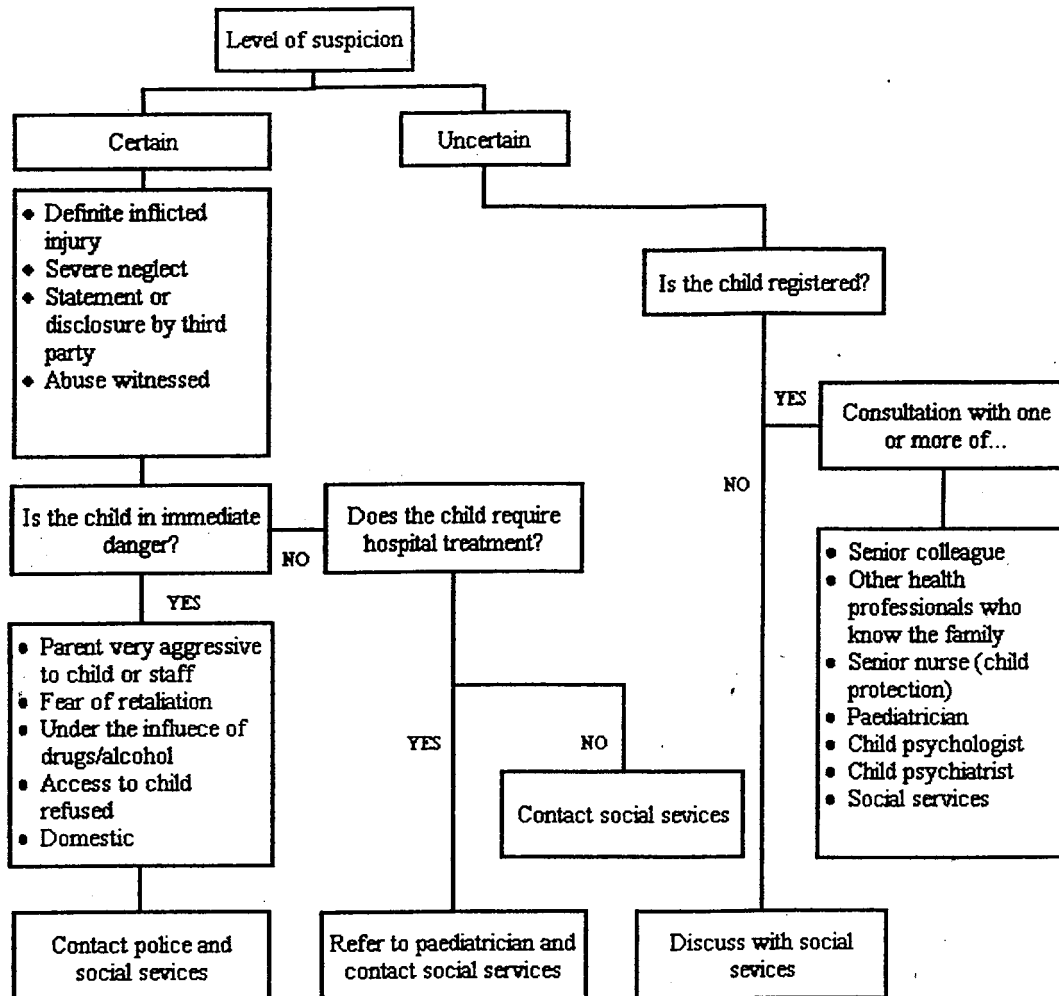 Level of suspicion
Certain
Uncertain
◆ Definite inflicted
injury
◆ Severe neglect
◆ Statement or
disclosure by third
party
◆ Abuse witnessed
Is the child registered?
YES
Consultation with one
or more of...
NO
Is the child in immediate
danger?
NO
Does the child require
hospital treatment?
• Senior colleague
• Other health
professionals who
know the family
• Senior nurse (child
protection)
• Paediatrician
• Child psychologist
• Child psychiatrist
• Social services
YES
• Parent very aggressive
to child or staff
• Fear of retaliation
• Under the influece of
drugs/alcohol
• Access to child
refused
• Domestic
YES
NO
Contact social sevices
Contact police and
social sevices
Refer to paediatrician and
contact social services
Discuss with social
sevices